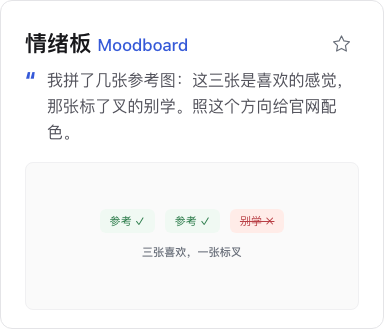 情绪板 Moodboard
“ 我拼了几张参考图：这三张是喜欢的感觉，
那张标了叉的别学。照这个方向给官网配
色。
参考 ✓ 参考 ✓ 别学 ✕
三张喜欢，一张标叉